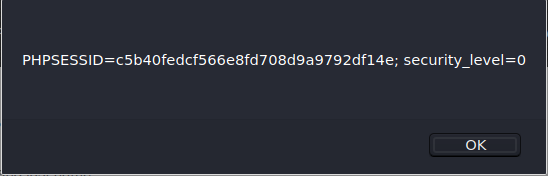 PHPSESSID=c5b40fedcf566e8fd708d9a9792df14e; security_level=0
OK